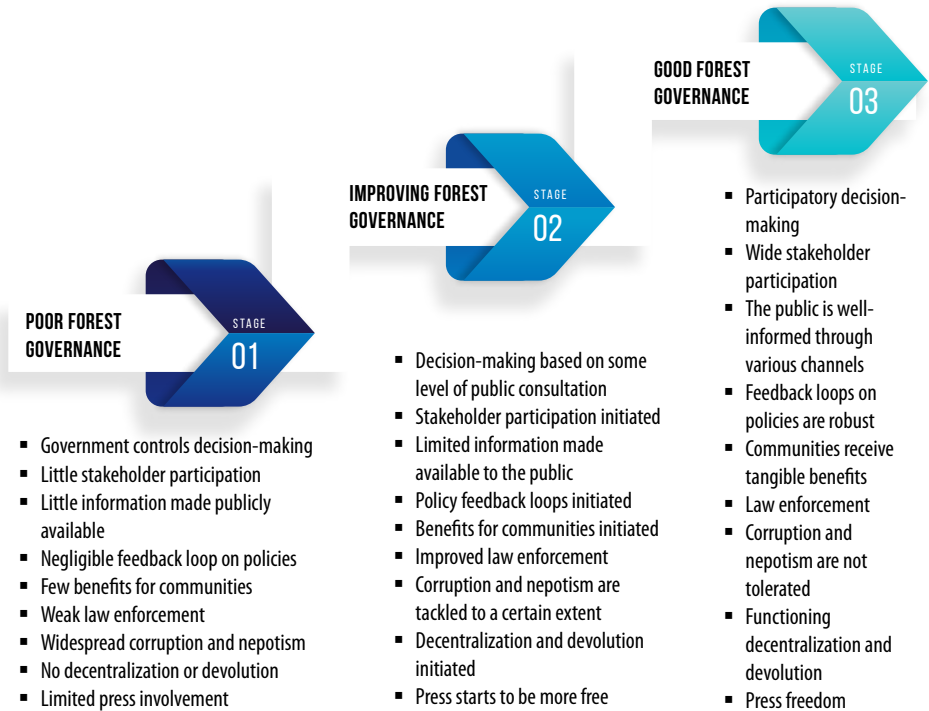 POOR FOREST
GOVERNANCE
STAGE
01
▪ Government controls decision-making
▪ Little stakeholder participation
▪ Little information made publicly
available
▪ Negligible feedback loop on policies
▪ Few benefits for communities
▪ Weak law enforcement
▪ Widespread corruption and nepotism
▪ No decentralization or devolution
▪ Limited press involvement
IMPROVING FOREST
GOVERNANCE
STAGE
02
▪ Decision-making based on some
level of public consultation
▪ Stakeholder participation initiated
▪ Limited information made
available to the public
▪ Policy feedback loops initiated
▪ Benefits for communities initiated
▪ Improved law enforcement
▪ Corruption and nepotism are
tackled to a certain extent
▪ Decentralization and devolution
initiated
▪ Press starts to be more free
GOOD FOREST
GOVERNANCE
STAGE
03
▪ Participatory decision-
making
▪ Wide stakeholder
participation
▪ The public is well-
informed through
various channels
▪ Feedback loops on
policies are robust
▪ Communities receive
tangible benefits
▪ Law enforcement
▪ Corruption and
nepotism are not
tolerated
▪ Functioning
decentralization and
devolution
▪ Press freedom